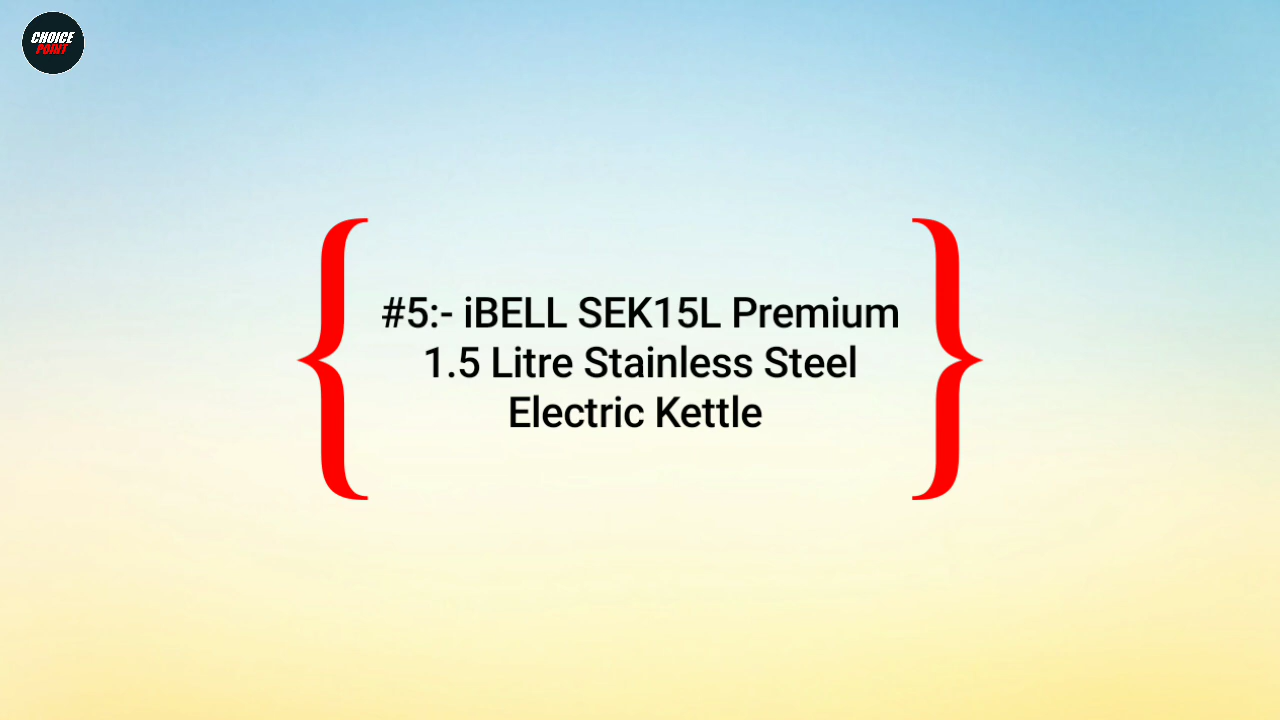 CHOICE
POINT
#5:- iBELL SEK15L Premium
1.5 Litre Stainless Steel
Electric Kettle